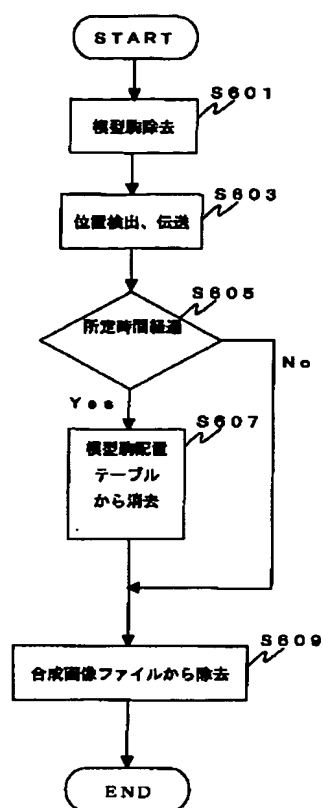 START
S601
模型駒除去
S603
位置検出、伝送
S605
所定時間経過
No
Yes
S607
模型駒配置
テーブル
から消去
S609
合成画像ファイルから除去
END